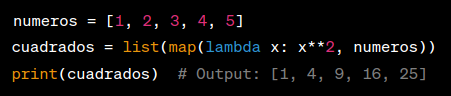 numeros = [1, 2, 3, 4, 5]
cuadrados = list(map(lambda x: x**2, numeros))
print(cuadrados)  # Output: [1, 4, 9, 16, 25]